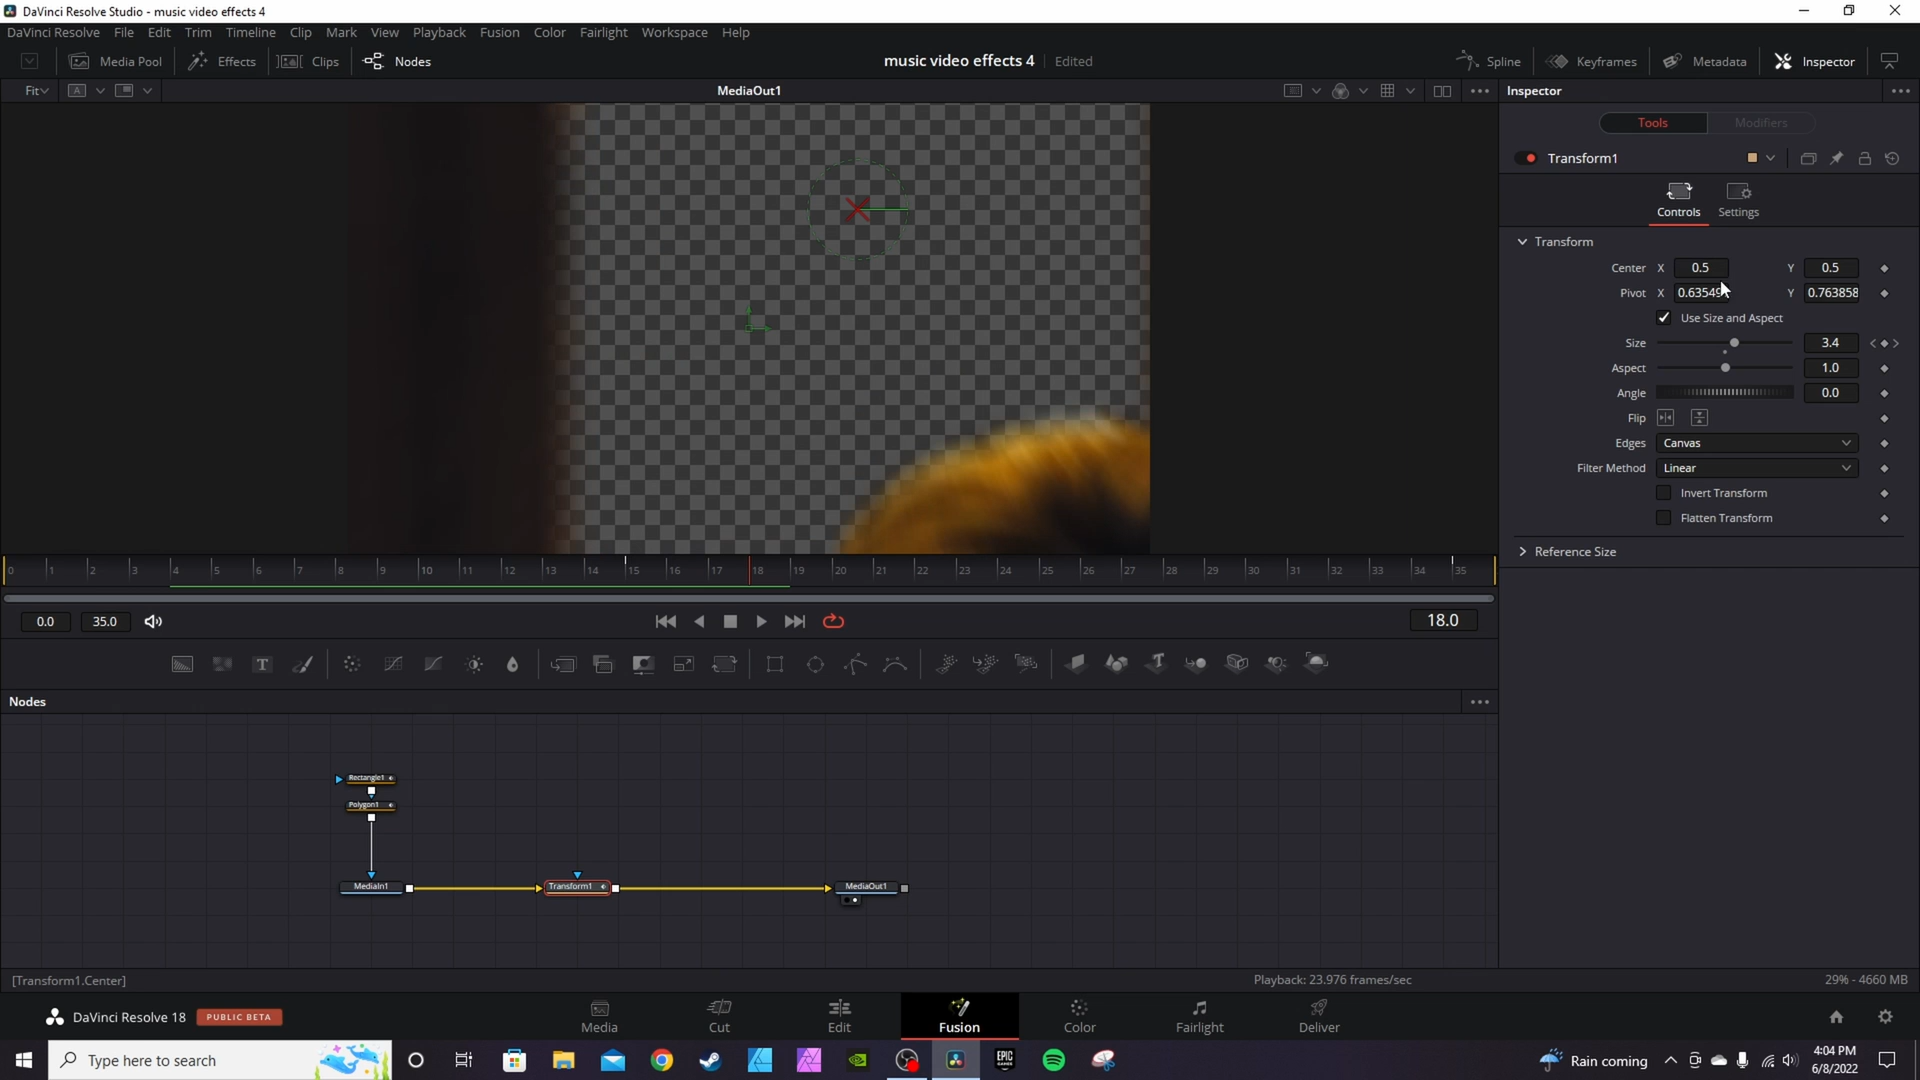 DaVinci Resolve Studio - music video effects 4
DaVinci Resolve File Edit Trim Timeline Clip Mark View Playback Fusion Color Fairlight Workspace Help
Media Pool Effects Clips Nodes music video effects 4 Edited Spline Keyframes Metadata Inspector
Fit A MediaOut1 Inspector
Tools Modifiers
Transform1
Controls Settings
Transform
Center X 0.5 Y 0.5
Pivot X 0.63549 Y 0.763858
Use Size and Aspect
Size 3.4
Aspect 1.0
Angle 0.0
Flip
Edges Canvas
Filter Method Linear
Invert Transform
Flatten Transform
Reference Size
0 1 2 3 4 5 6 7 8 9 10 11 12 13 14 15 16 17 18 19 20 21 22 23 24 25 26 27 28 29 30 31 32 33 34 35
0.0 35.0 18.0
T T
Nodes
Rectangle1
Polygon1
MediaIn1 Transform1 MediaOut1
[Transform1.Center] Playback: 23.976 frames/sec 29% - 4660 MB
DaVinci Resolve 18 PUBLIC BETA
Media Cut Edit Fusion Color Fairlight Deliver
Type here to search
EPIC GAMES
Rain coming
4:04 PM
6/8/2022